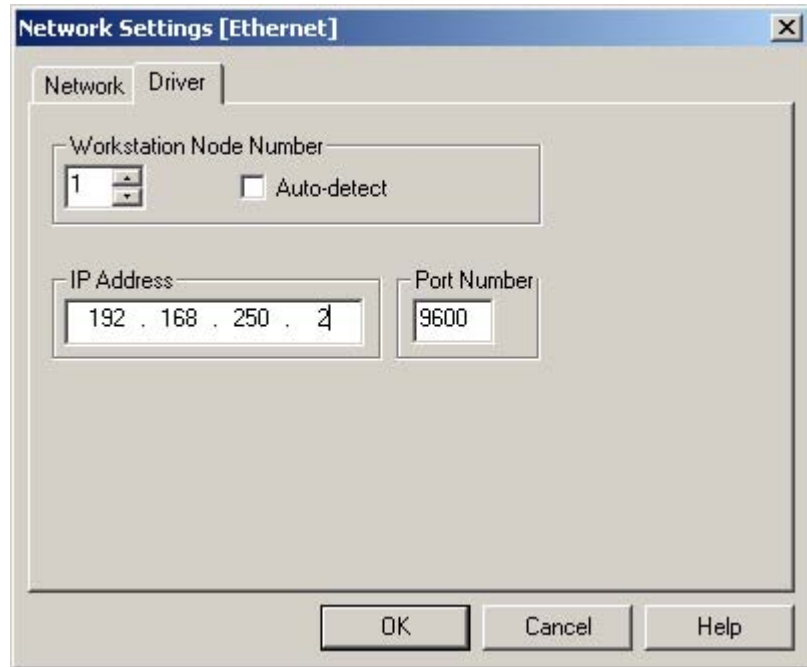 Network Settings [Ethernet]
Network Driver
Workstation Node Number
1 Auto-detect
IP Address Port Number
192 . 168 . 250 . 2 9600
OK Cancel Help